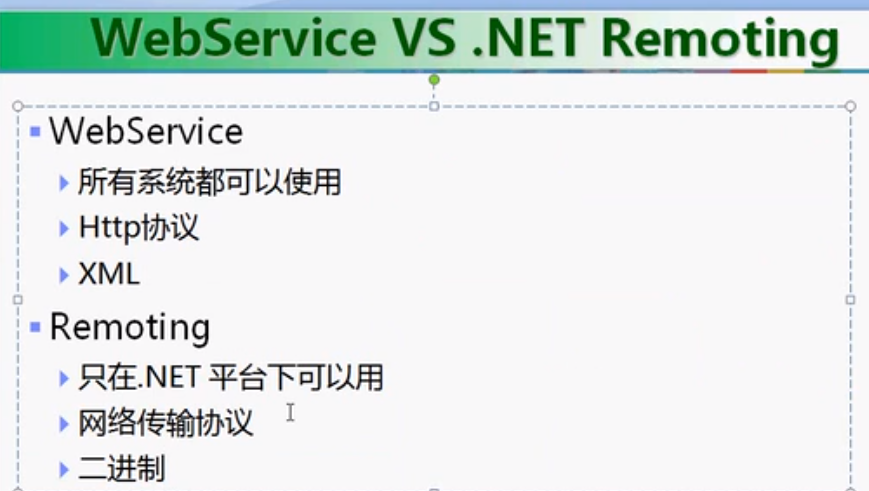 WebService VS .NET Remoting
WebService
所有系统都可以使用
Http协议
XML
Remoting
只在.NET 平台下可以用
网络传输协议
二进制